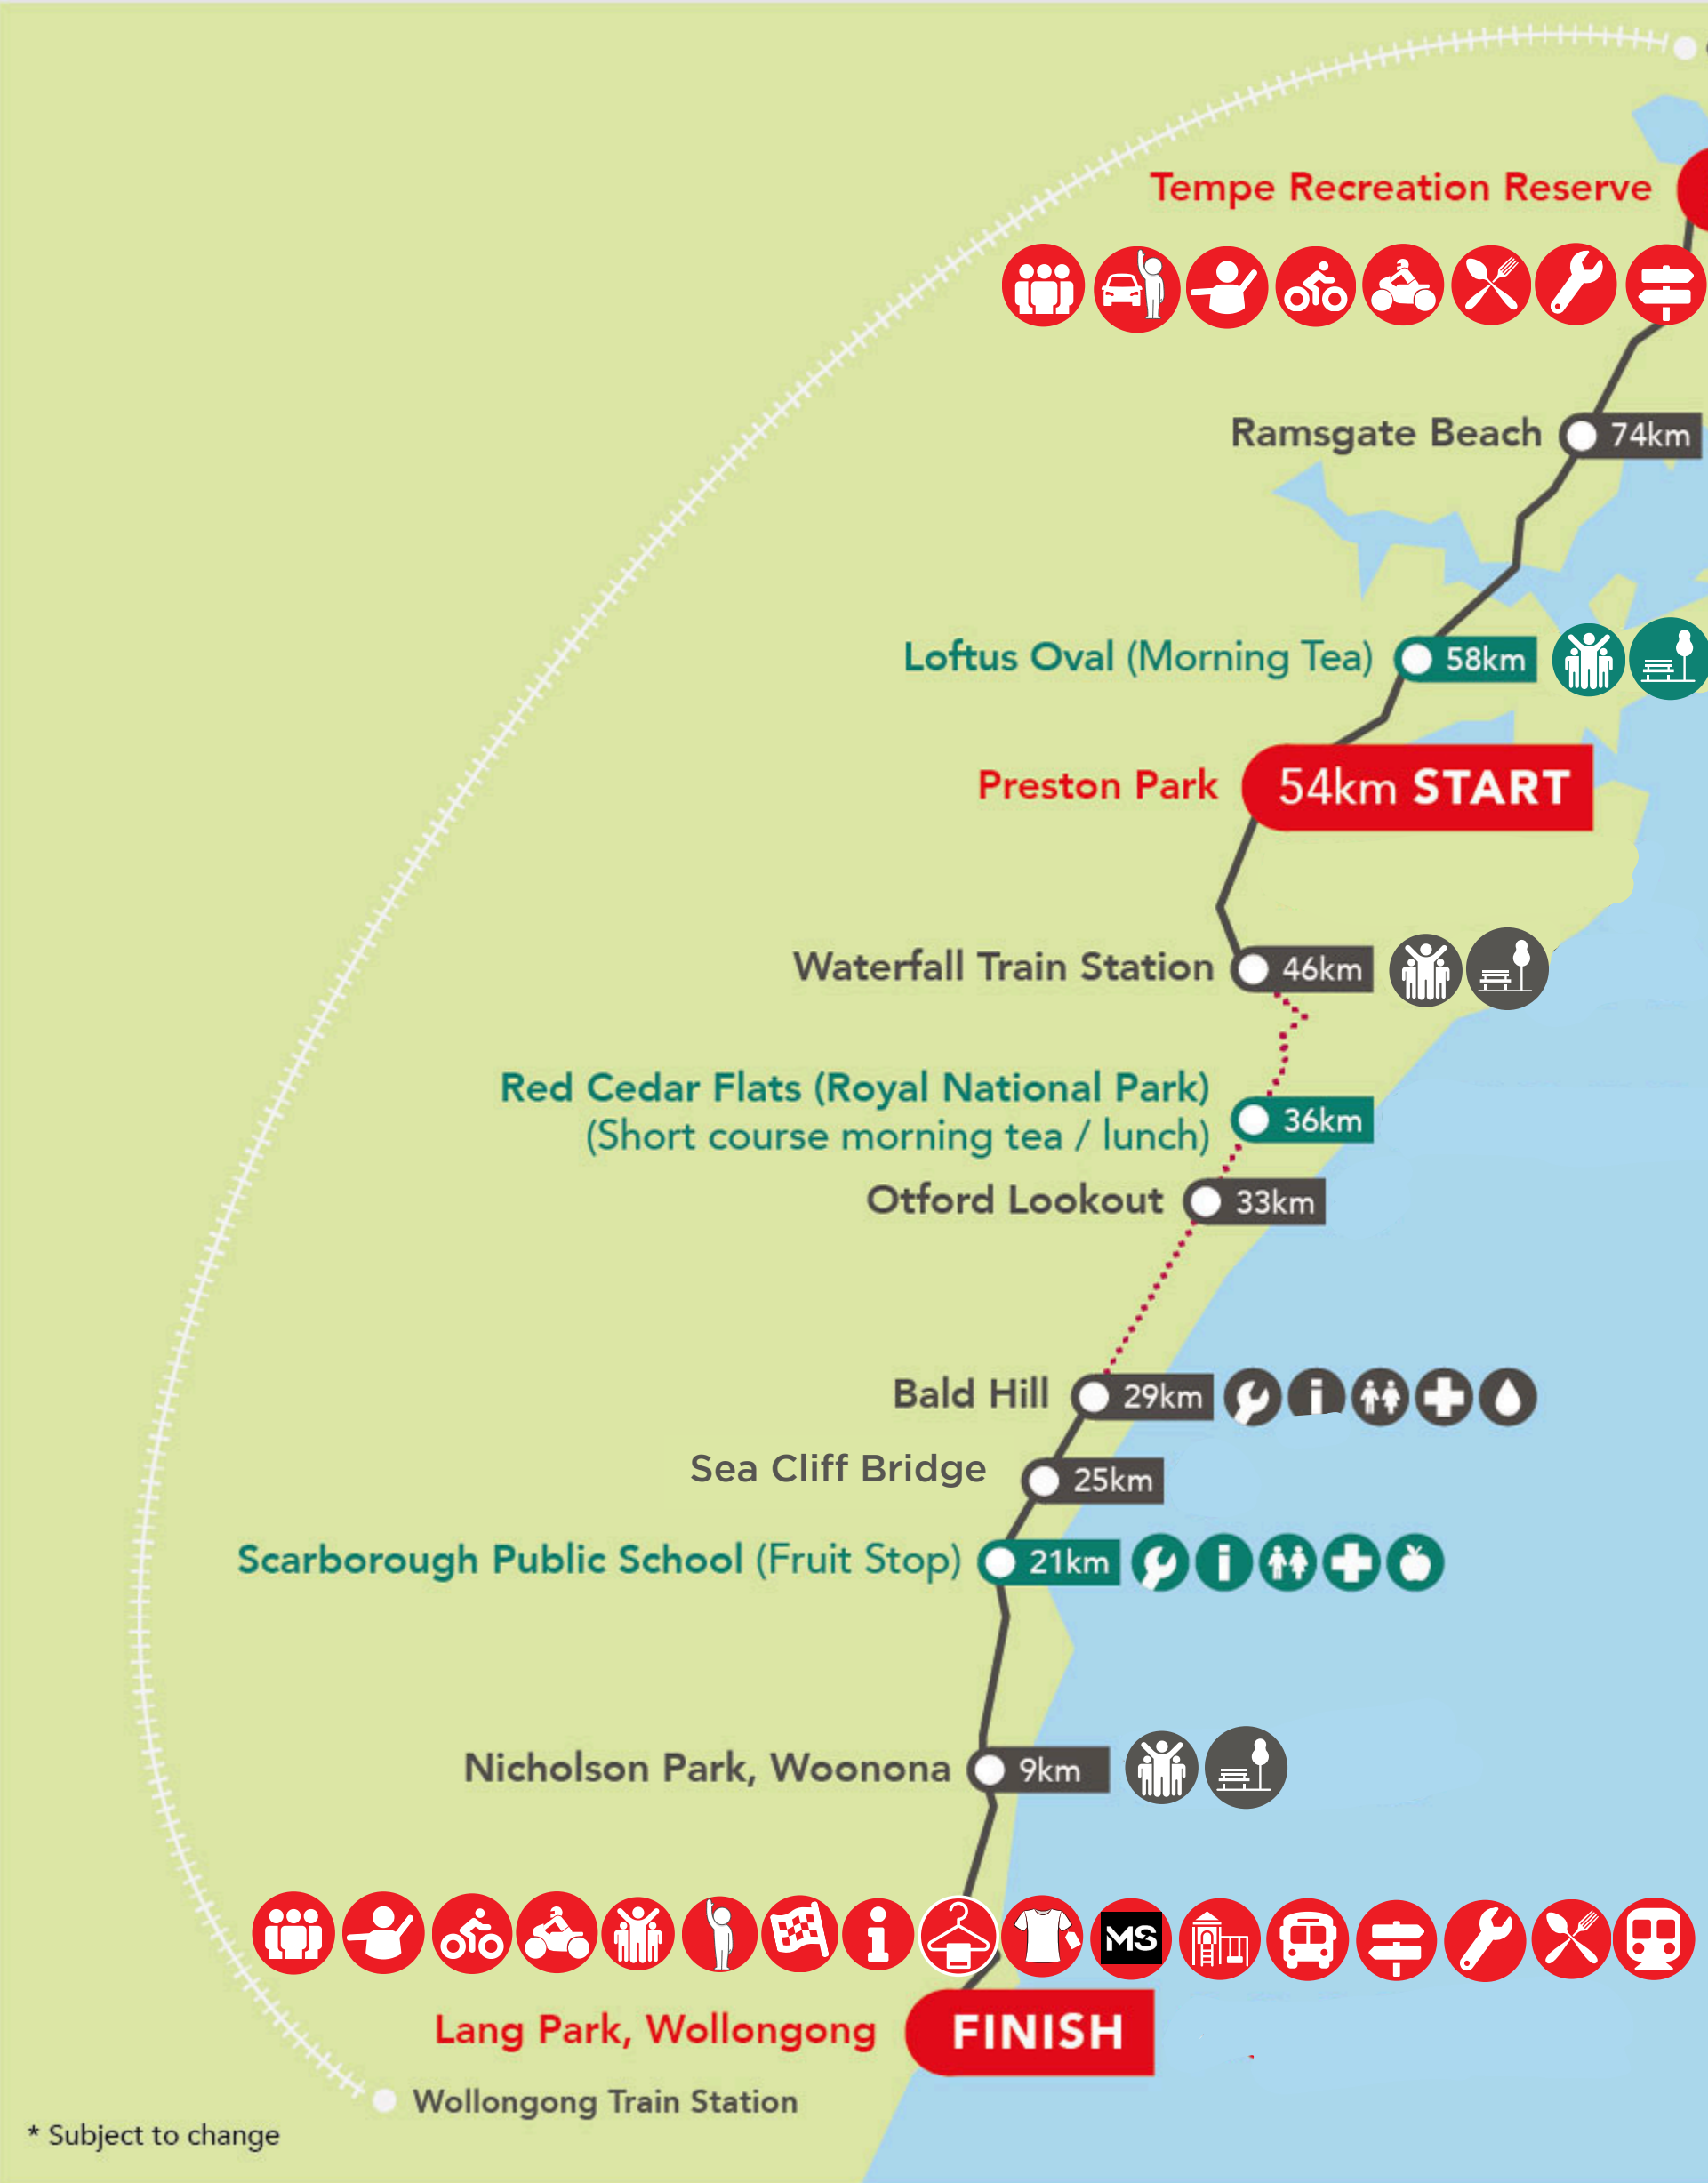 Tempe Recreation Reserve
Ramsgate Beach 74km
Loftus Oval (Morning Tea) 58km
Preston Park 54km START
Waterfall Train Station 46km
Red Cedar Flats (Royal National Park)
(Short course morning tea / lunch) 36km
Otford Lookout 33km
Bald Hill 29km
Sea Cliff Bridge 25km
Scarborough Public School (Fruit Stop) 21km
Nicholson Park, Woonona 9km
MS
Lang Park, Wollongong FINISH
Wollongong Train Station
* Subject to change